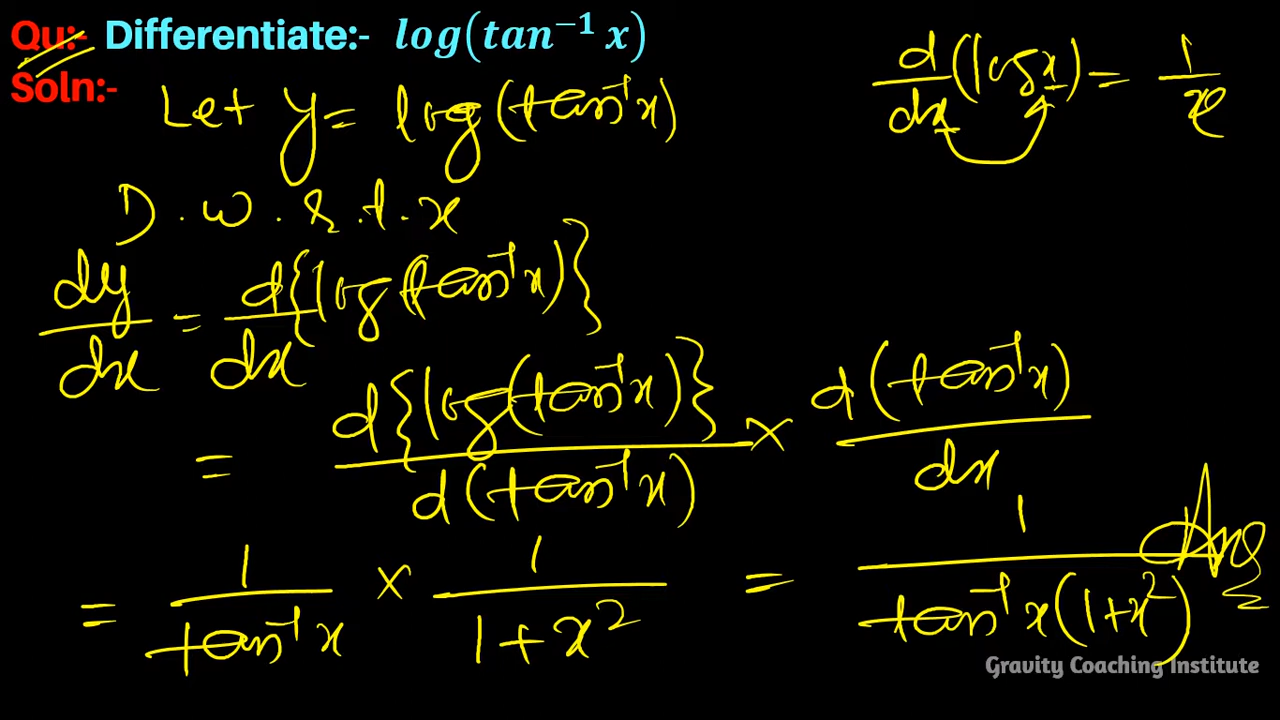 Qu:- Differentiate:- log(tan⁻¹ x)
Soln:- Let y = log(tan⁻¹x)
d/dx (log x) = 1/x
D.w.r.t.x
dy/dx = d/dx {log(tan⁻¹x)}
= d{log(tan⁻¹x)}/d(tan⁻¹x) × d(tan⁻¹x)/dx
= 1/tan⁻¹x × 1/1+x² = 1/tan⁻¹x(1+x²) Ans
Gravity Coaching Institute